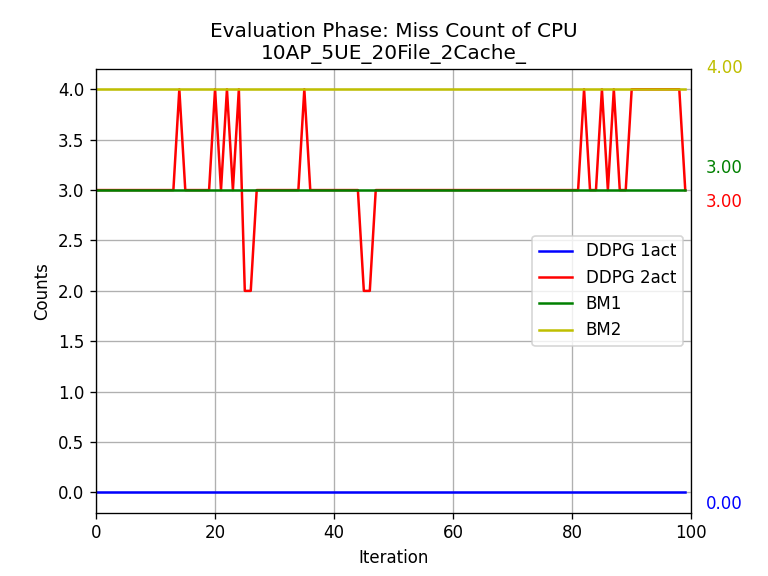 Evaluation Phase: Miss Count of CPU
10AP_5UE_20File_2Cache_
4.00
4.0
3.5
3.00
3.0
3.00
2.5
DDPG 1act
DDPG 2act
BM1
BM2
2.0
1.5
1.0
0.5
0.0
0.00
Counts
0
20
40
60
80
100
Iteration